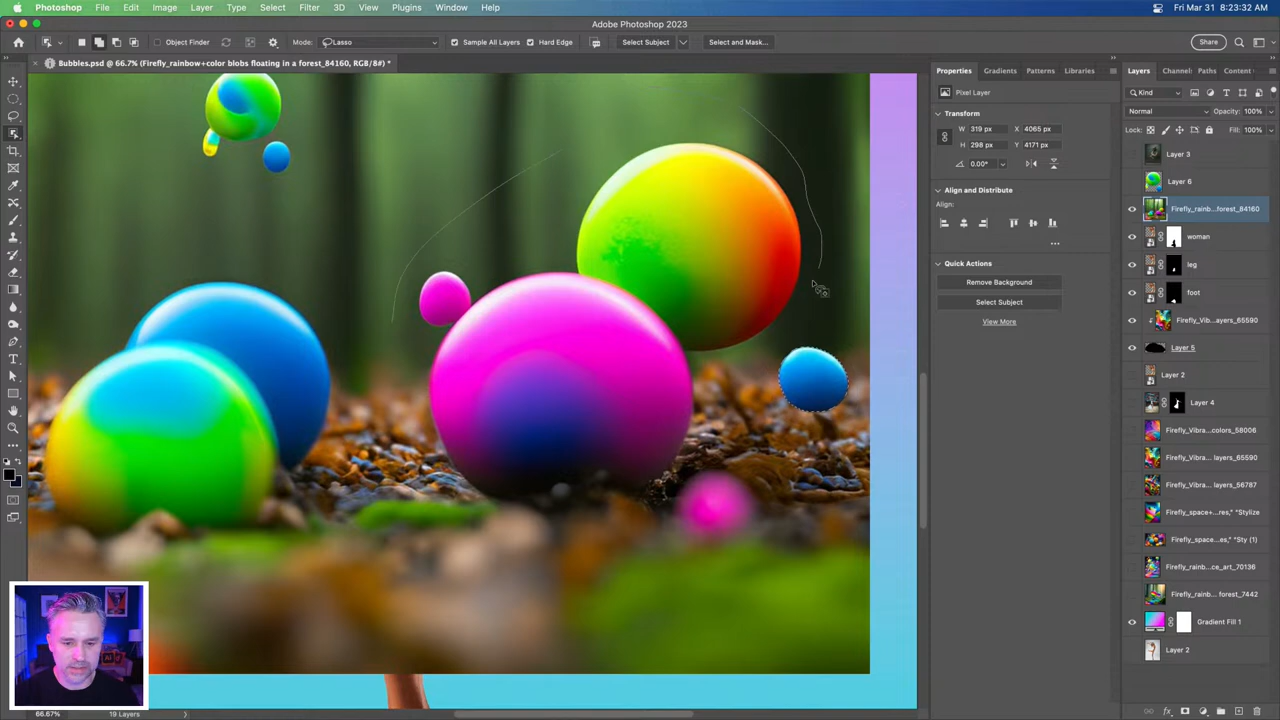 Photoshop File Edit Image Layer Type Select Filter 3D View Plugins Window Help Fri Mar 31 8:23:32 AM
Adobe Photoshop 2023
Object Finder Mode: Lasso Sample All Layers Hard Edge Select Subject Select and Mask... Share
Bubbles.psd @ 66.7% (Firefly_rainbow+color blobs floating in a forest_84160, RGB/8#) *
Properties Gradients Patterns Libraries
Pixel Layer
Transform
W 319 px X 4065 px
H 298 px Y 4171 px
0.00°
Align and Distribute
Align:
Quick Actions
Remove Background
Select Subject
View More
Layers Channel Paths Content
Kind
Normal Opacity: 100%
Lock: Fill: 100%
Layer 3
Layer 6
Firefly_rainb...forest_84160
woman
leg
foot
Firefly_Vib...ayers_65590
Layer 5
Layer 2
Layer 4
Firefly_Vibra...colors_58006
Firefly_Vibra... layers_65590
Firefly_Vibra... layers_56787
Firefly_space+...res," "Stylize
Firefly_space...es," "Sty (1)
Firefly_rainb...ce_art_70136
Firefly_rainb... forest_7442
Gradient Fill 1
Layer 2
66.67% 19 Layers